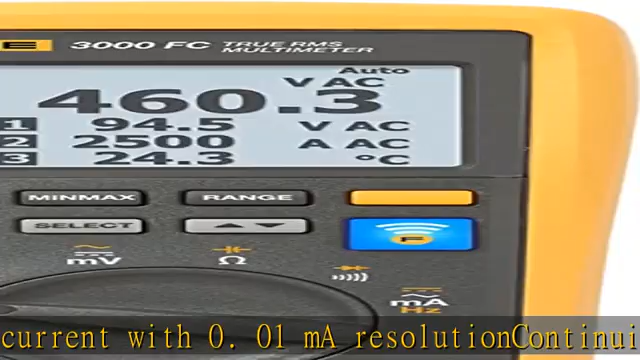 E 3000 FC TRUE RMS
MULTIMETER
Auto
V AC
460.3
1 94.5 V AC
2 2500 A AC
3 24.3 °C
MINMAX RANGE
SELECT
F
mV Ω
mA
Hz
current with 0. 01 mA resolutionContinui